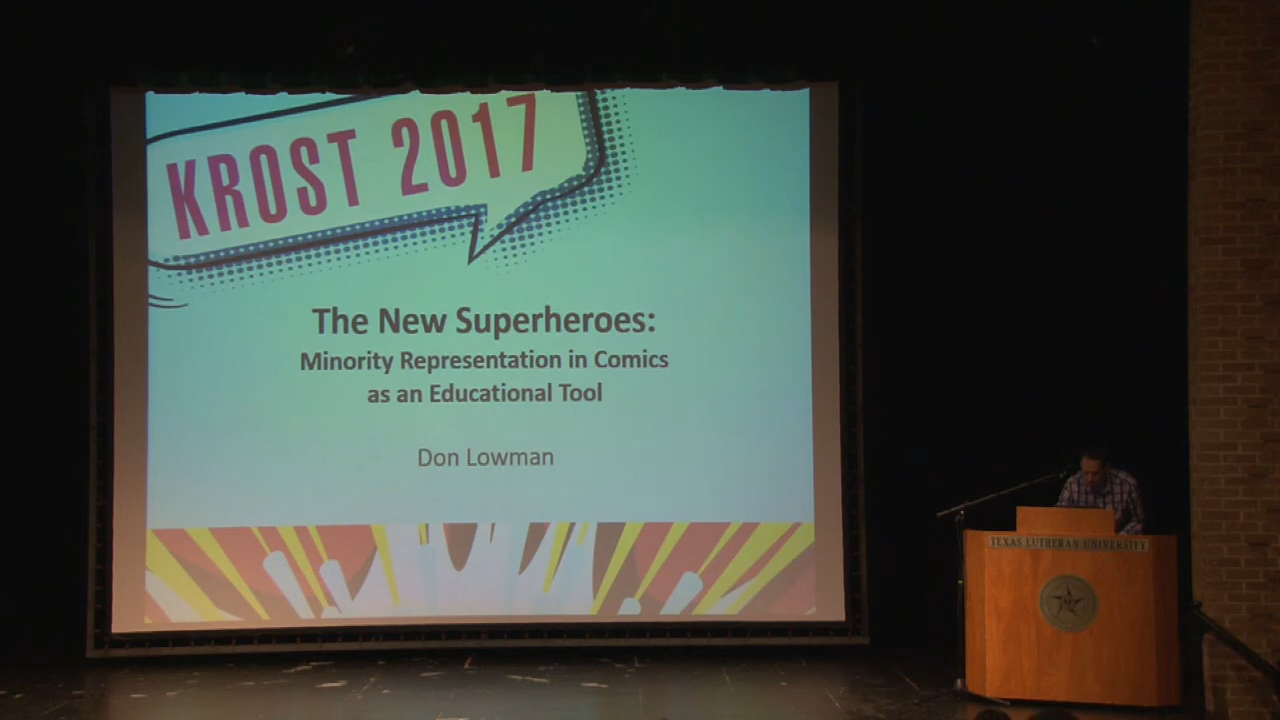 KROST 2017
The New Superheroes:
Minority Representation in Comics
as an Educational Tool
Don Lowman
TEXAS LUTHERAN UNIVERSITY